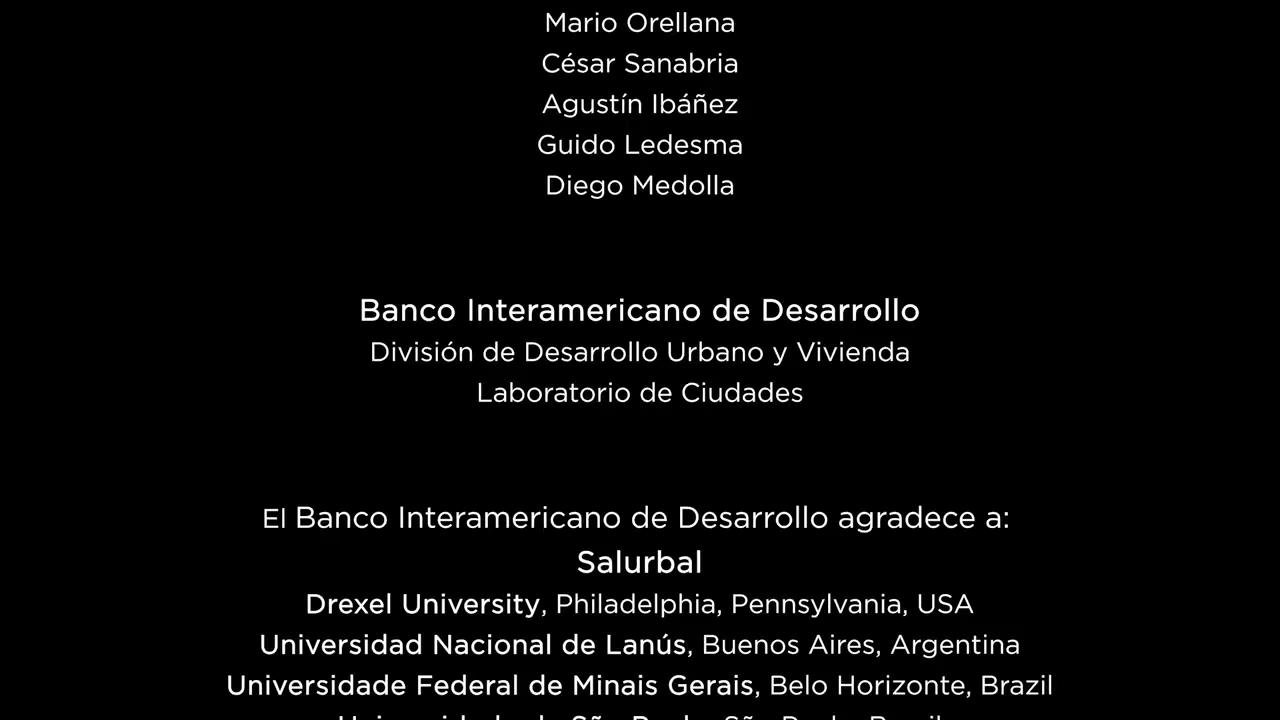 Mario Orellana
César Sanabria
Agustín Ibáñez
Guido Ledesma
Diego Medolla
Banco Interamericano de Desarrollo
División de Desarrollo Urbano y Vivienda
Laboratorio de Ciudades
El Banco Interamericano de Desarrollo agradece a:
Salurbal
Drexel University, Philadelphia, Pennsylvania, USA
Universidad Nacional de Lanús, Buenos Aires, Argentina
Universidade Federal de Minais Gerais, Belo Horizonte, Brazil